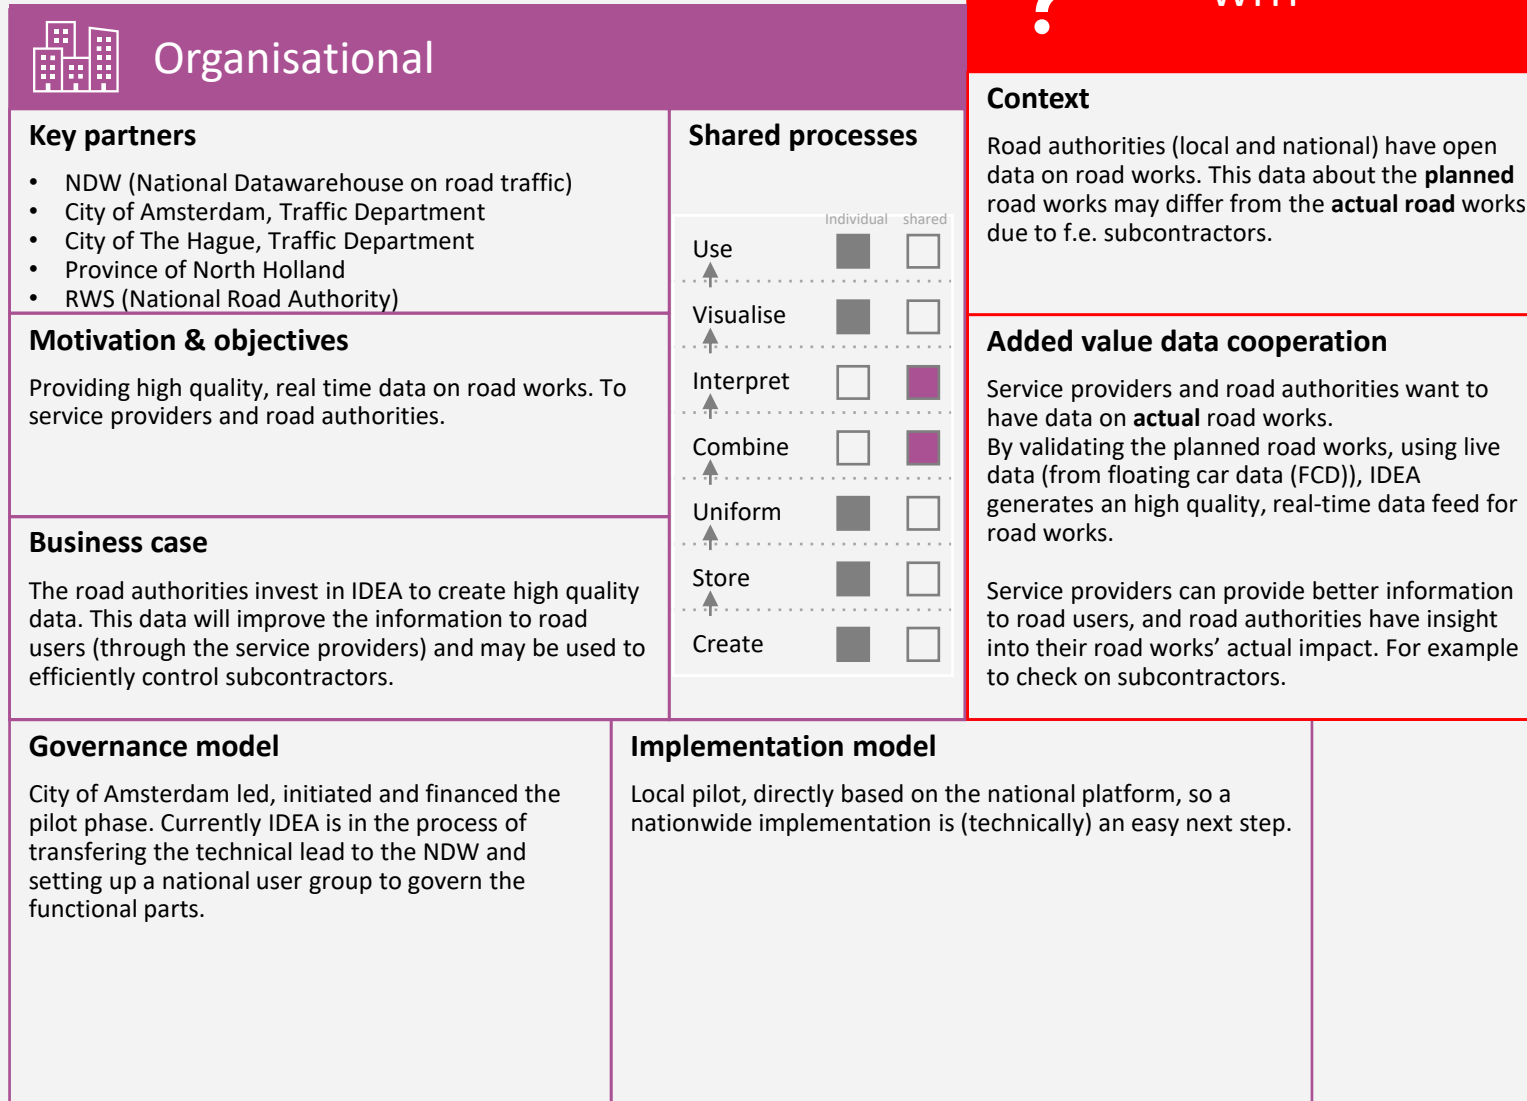 Organisational
Key partners
• NDW (National Datawarehouse on road traffic)
• City of Amsterdam, Traffic Department
• City of The Hague, Traffic Department
• Province of North Holland
• RWS (National Road Authority)
Motivation & objectives
Providing high quality, real time data on road works. To
service providers and road authorities.
Business case
The road authorities invest in IDEA to create high quality
data. This data will improve the information to road
users (through the service providers) and may be used to
efficiently control subcontractors.
Shared processes
Individual shared
Use
Visualise
Interpret
Combine
Uniform
Store
Create
?
Context
Road authorities (local and national) have open
data on road works. This data about the planned
road works may differ from the actual road works
due to f.e. subcontractors.
Added value data cooperation
Service providers and road authorities want to
have data on actual road works.
By validating the planned road works, using live
data (from floating car data (FCD)), IDEA
generates an high quality, real-time data feed for
road works.
Service providers can provide better information
to road users, and road authorities have insight
into their road works’ actual impact. For example
to check on subcontractors.
Governance model
City of Amsterdam led, initiated and financed the
pilot phase. Currently IDEA is in the process of
transfering the technical lead to the NDW and
setting up a national user group to govern the
functional parts.
Implementation model
Local pilot, directly based on the national platform, so a
nationwide implementation is (technically) an easy next step.